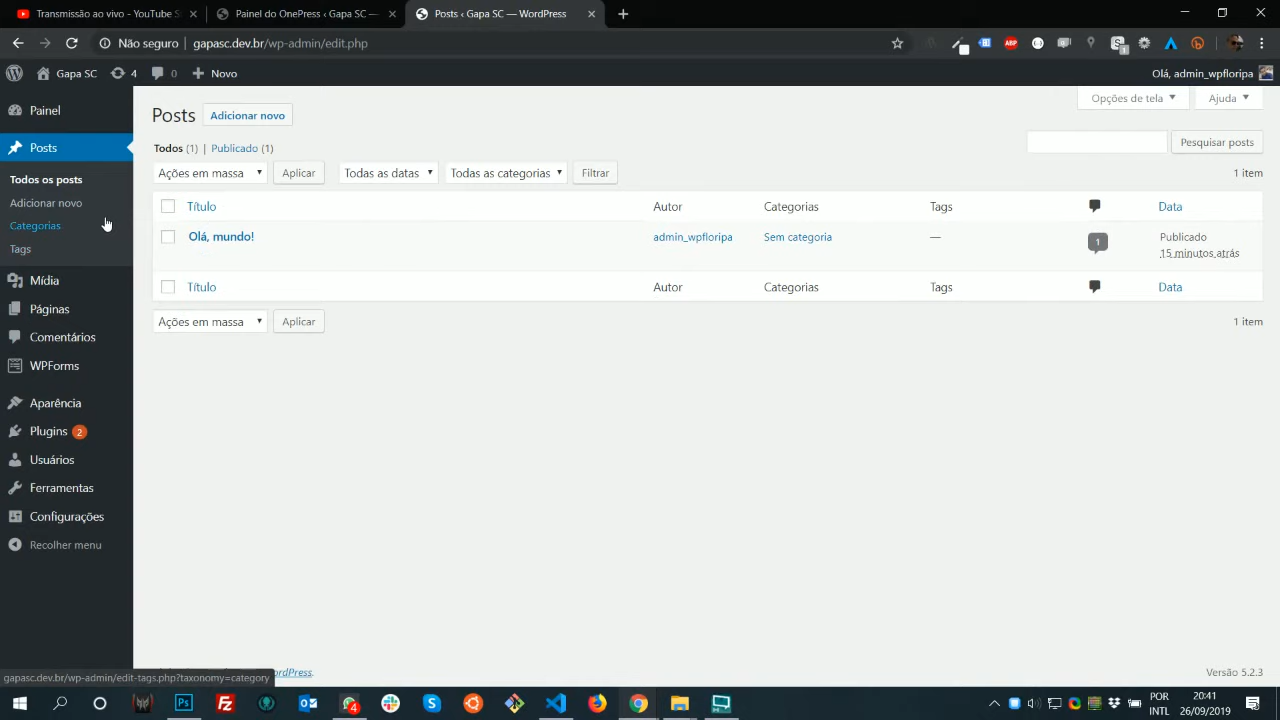 Transmissão ao vivo - YouTube S
Painel do OnePress ‹ Gapa SC —
Posts ‹ Gapa SC — WordPress
Não seguro
gapasc.dev.br/wp-admin/edit.php
Gapa SC
4
0
Novo
Olá, admin_wpfloripa
Painel
Posts
Todos os posts
Adicionar novo
Categorias
Tags
Mídia
Páginas
Comentários
WPForms
Aparência
Plugins 2
Usuários
Ferramentas
Configurações
Recolher menu
Posts Adicionar novo
Opções de tela
Ajuda
Todos (1) | Publicado (1)
Pesquisar posts
Ações em massa Aplicar Todas as datas Todas as categorias Filtrar
1 item
Título Autor Categorias Tags Data
Olá, mundo! admin_wpfloripa Sem categoria — 1 Publicado
15 minutos atrás
Título Autor Categorias Tags Data
Ações em massa Aplicar
1 item
ordPress.
Versão 5.2.3
gapasc.dev.br/wp-admin/edit-tags.php?taxonomy=category
POR
INTL
20:41
26/09/2019